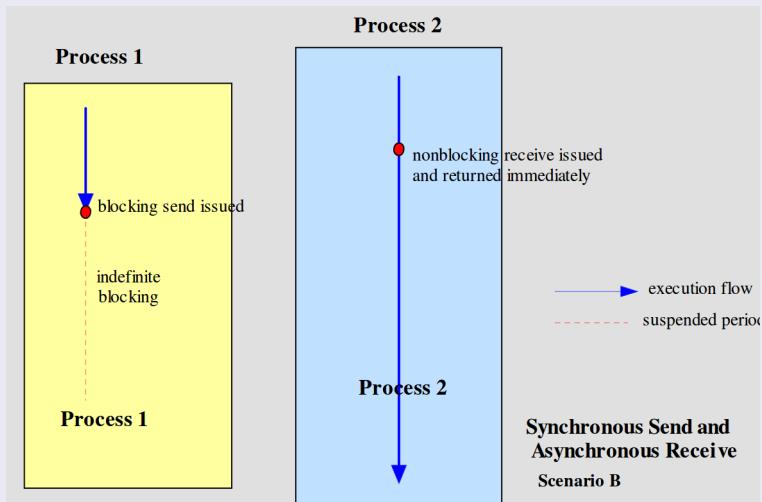 Process 2
Process 1
nonblocking receive issued
and returned immediately
blocking send issued
indefinite
blocking
execution flow
suspended period
Process 2
Process 1
Synchronous Send and
Asynchronous Receive
Scenario B